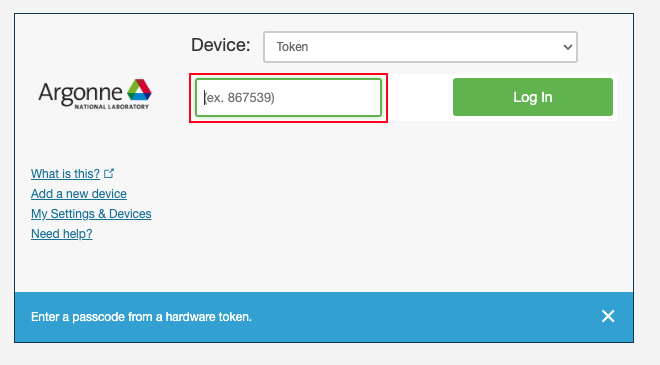 Device:
Token
Argonne
NATIONAL LABORATORY
(ex. 867539)
Log In
What is this?
Add a new device
My Settings & Devices
Need help?
Enter a passcode from a hardware token.